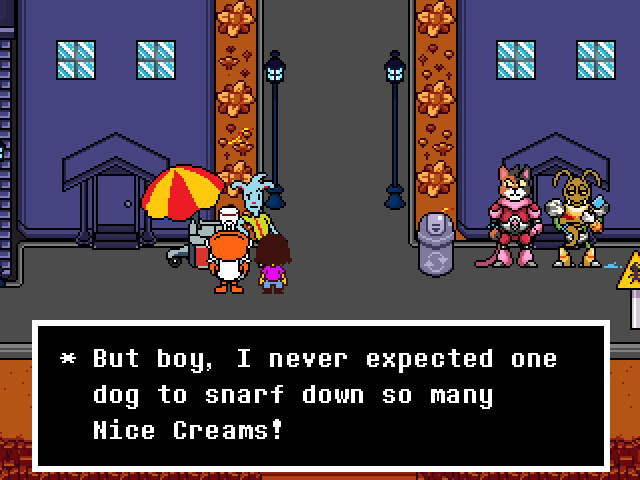 * But boy, I never expected one
dog to snarf down so many
Nice Creams!